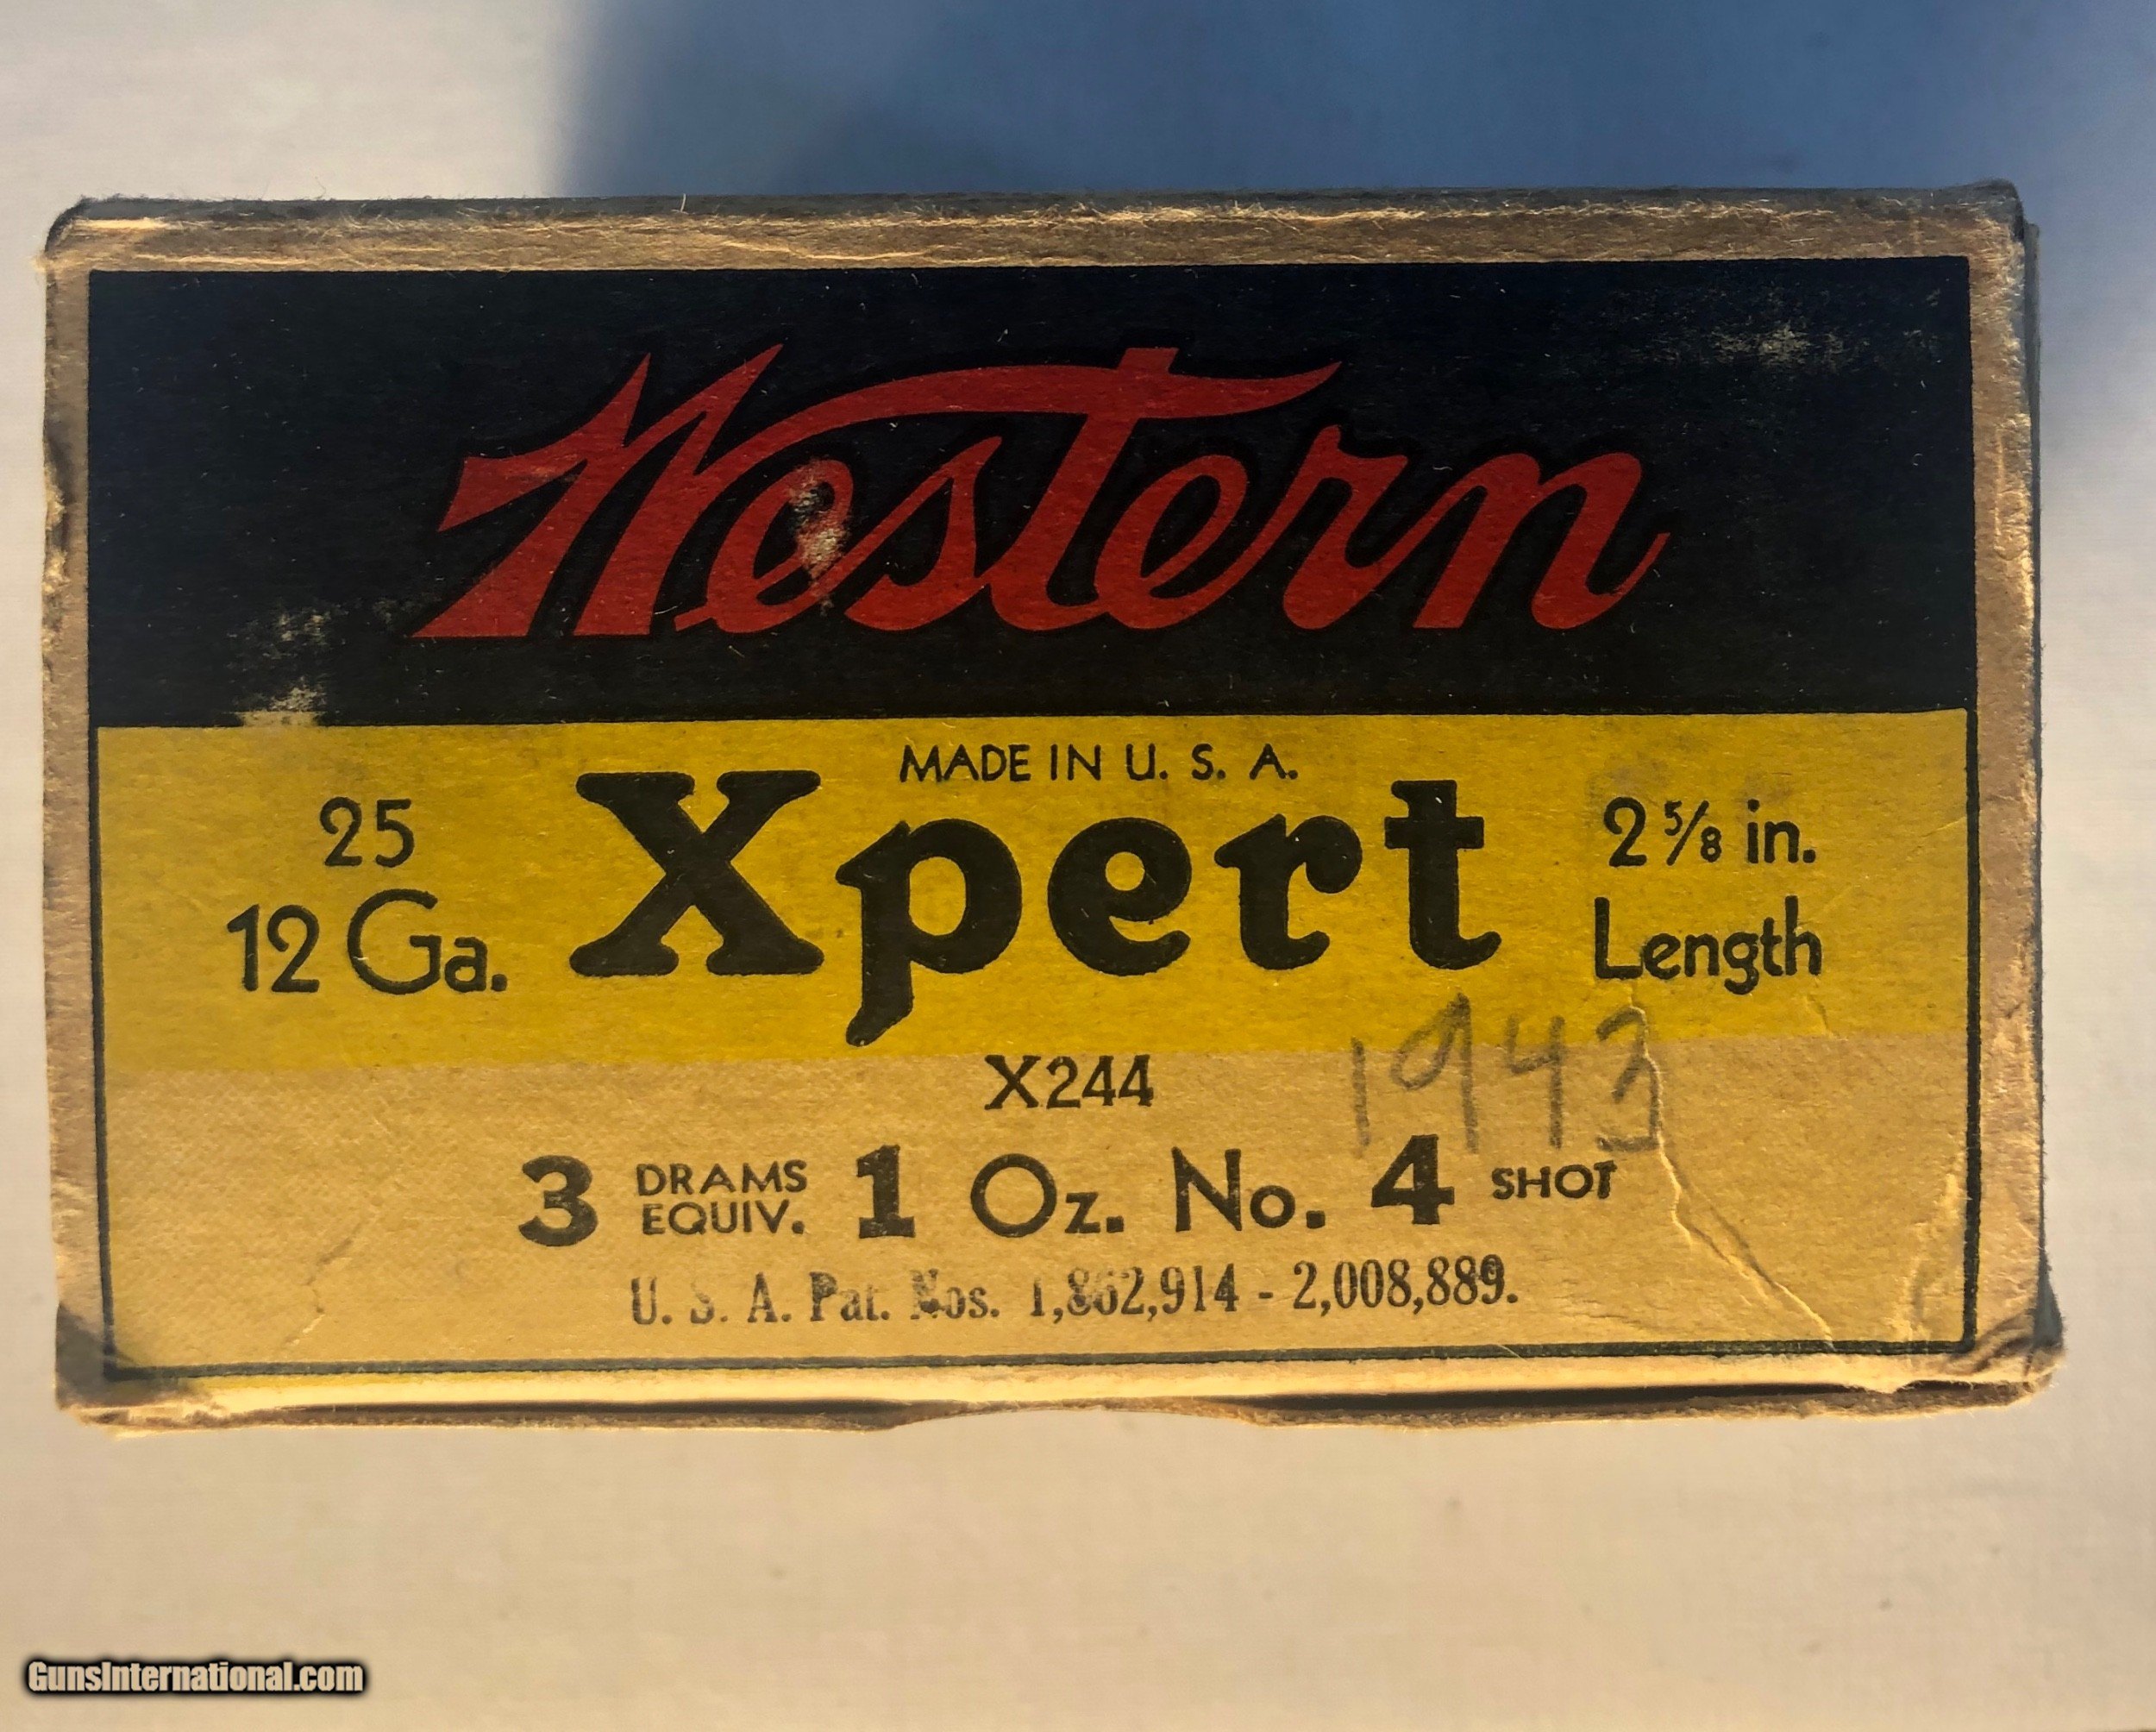 Western
MADE IN U. S. A.
25
12 Ga.
Xpert
2 5/8 in.
Length
X244
1943
3 DRAMS EQUIV. 1 Oz. No. 4 SHOT
U. S. A. Pat. Nos. 1,862,914 - 2,008,889.
GunsInternational.com